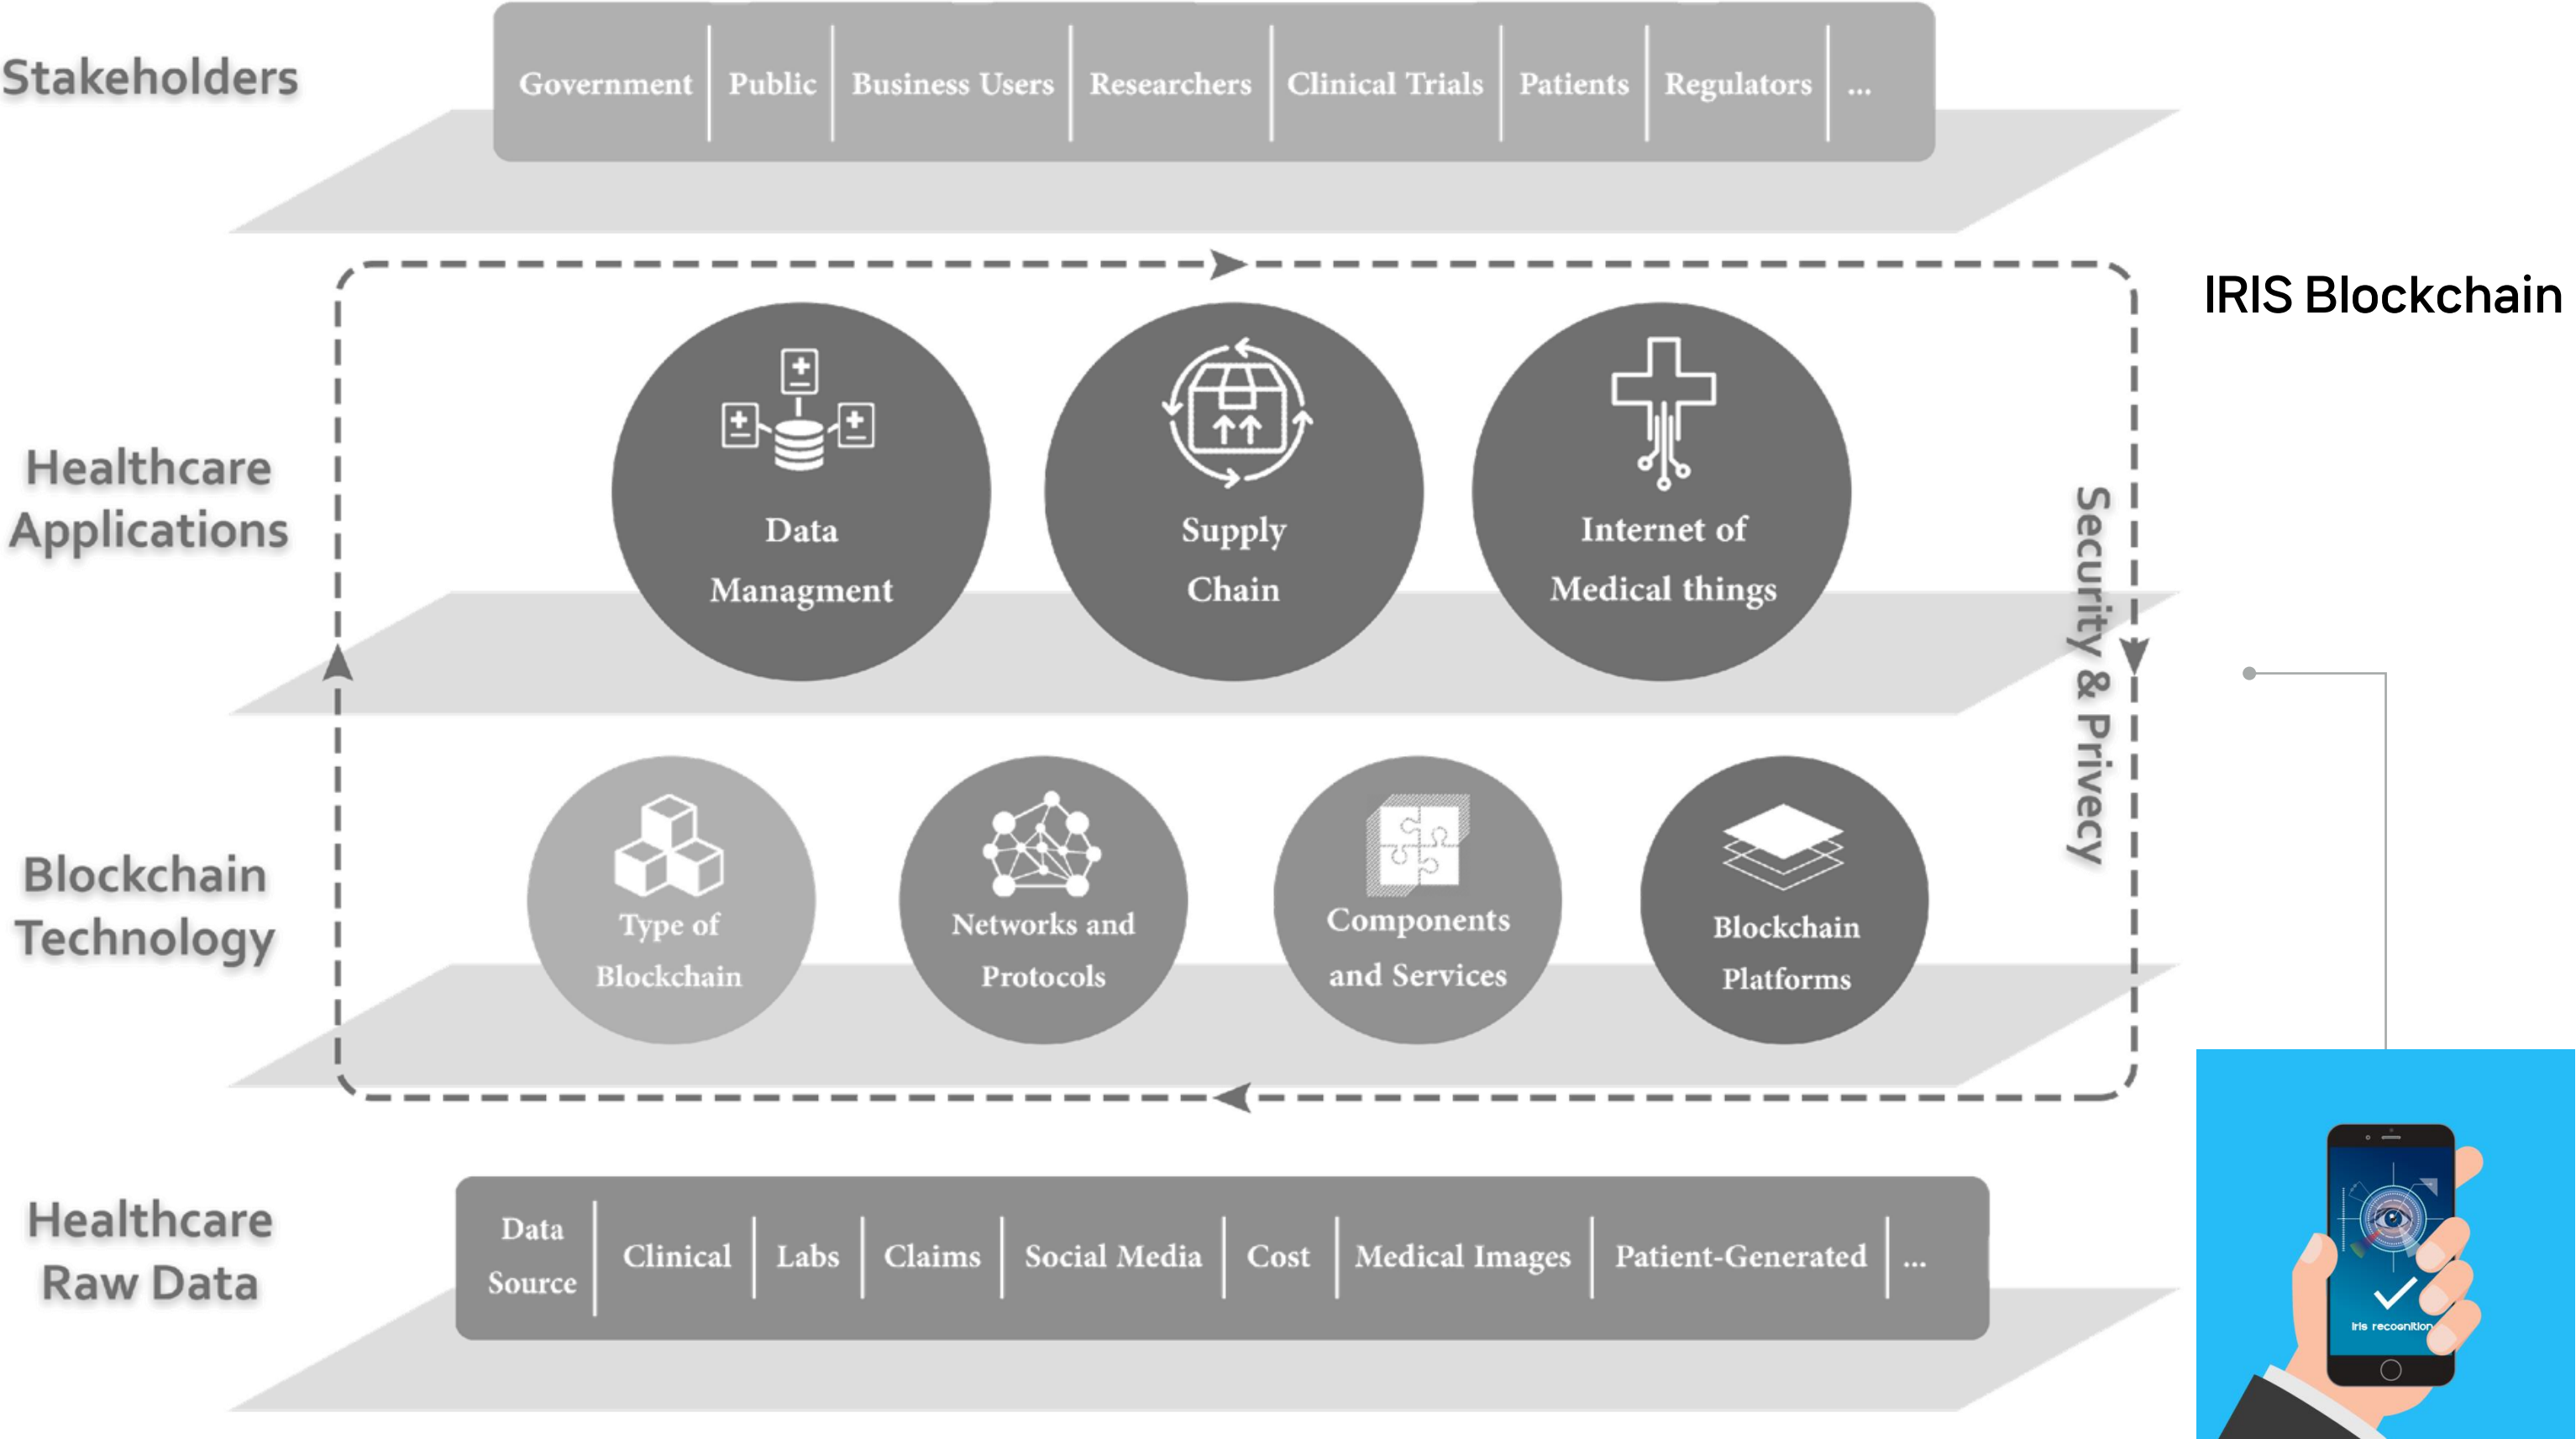 Stakeholders
Government | Public | Business Users | Researchers | Clinical Trials | Patients | Regulators | ...
IRIS Blockchain
Healthcare
Applications
Data
Managment
Supply
Chain
Internet of
Medical things
Security & Privecy
Blockchain
Technology
Type of
Blockchain
Networks and
Protocols
Components
and Services
Blockchain
Platforms
Healthcare
Raw Data
Data
Source
Clinical | Labs | Claims | Social Media | Cost | Medical Images | Patient-Generated | ...
Iris recognition